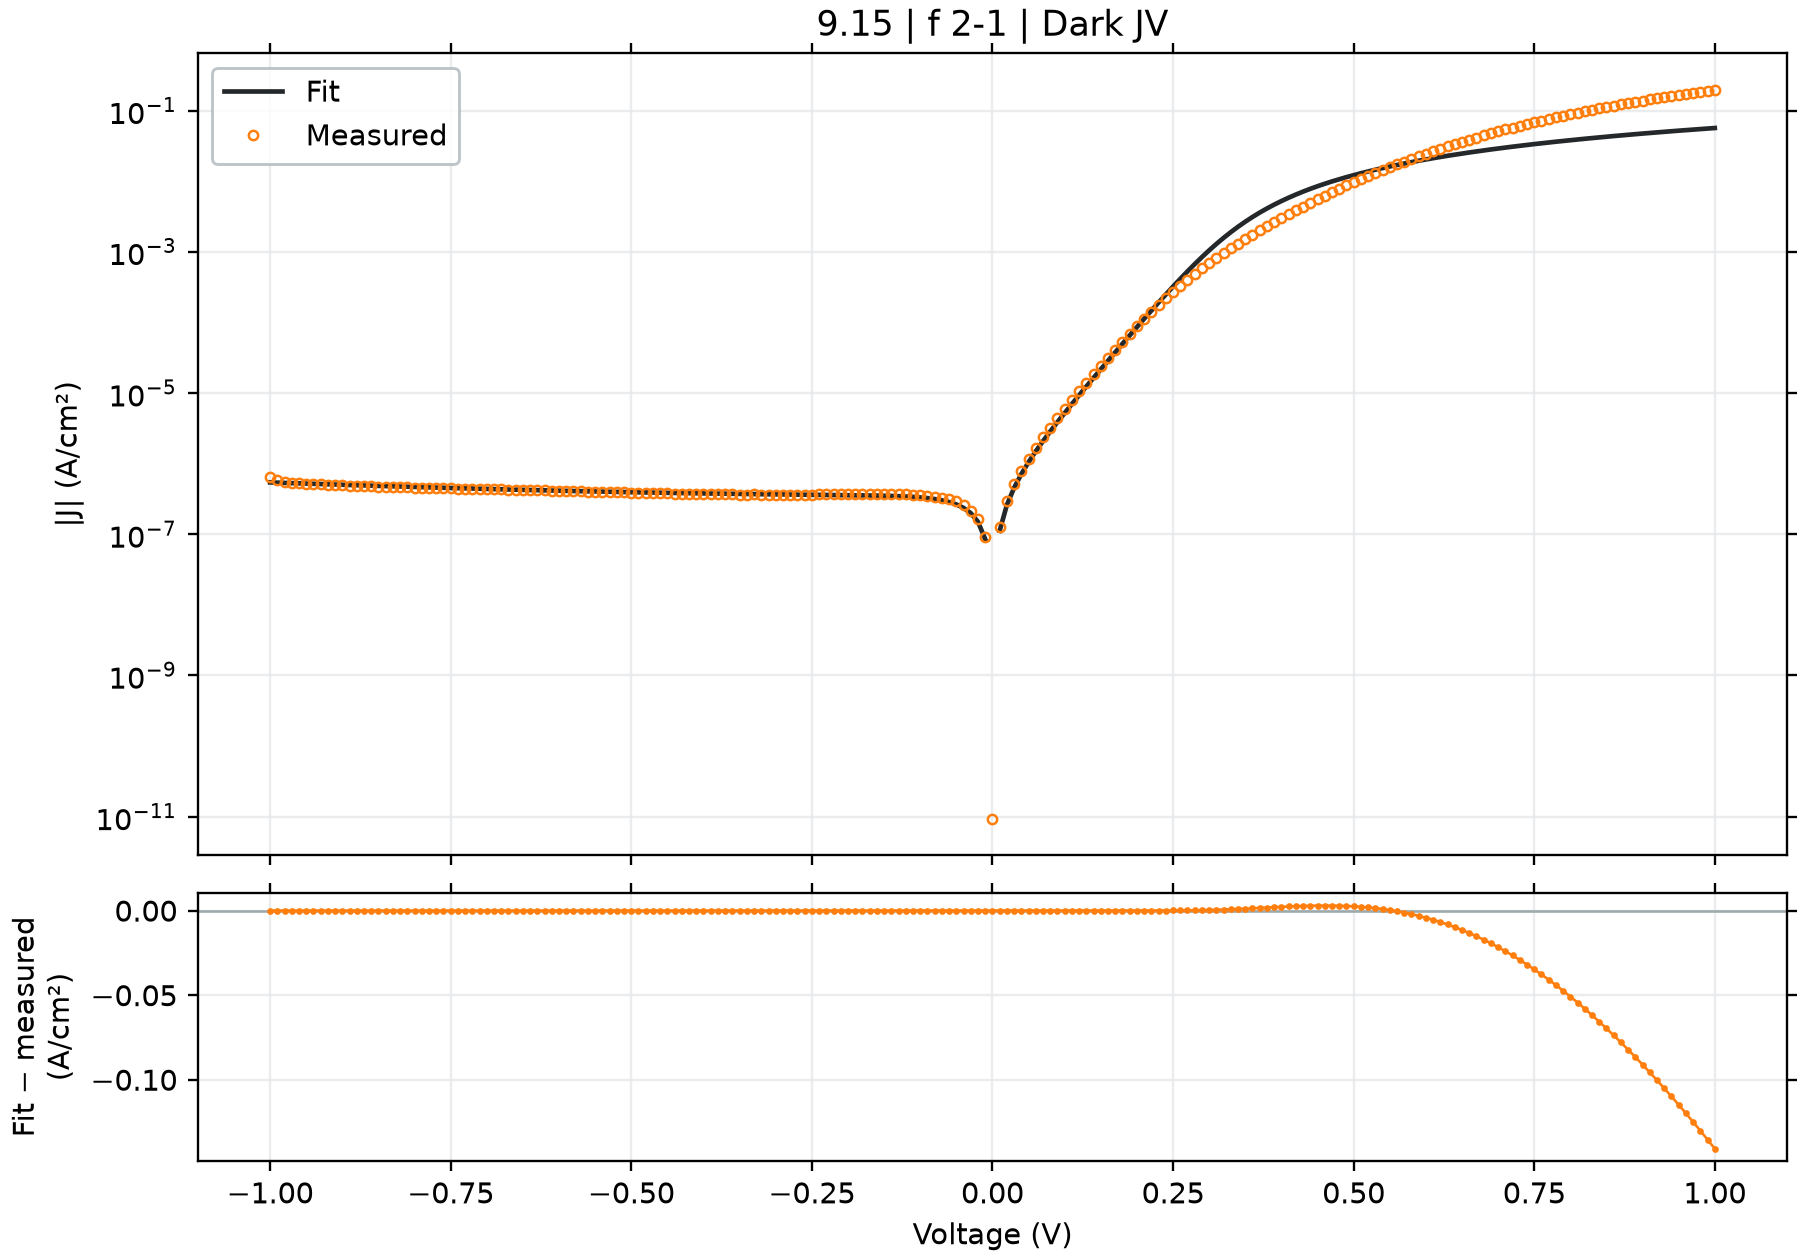 9.15 | f 2-1 | Dark JV
Fit
Measured
|J| (A/cm²)
10⁻¹
10⁻³
10⁻⁵
10⁻⁷
10⁻⁹
10⁻¹¹
Fit − measured
(A/cm²)
0.00
−0.05
−0.10
−1.00 −0.75 −0.50 −0.25 0.00 0.25 0.50 0.75 1.00
Voltage (V)